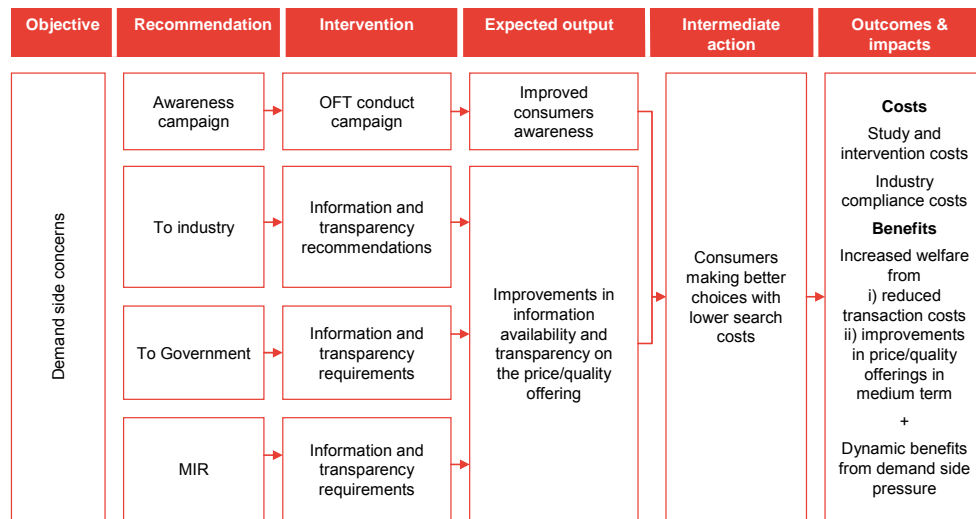 Objective
Recommendation
Intervention
Expected output
Intermediate
action
Outcomes &
impacts
Demand side concerns
Awareness
campaign
OFT conduct
campaign
Improved
consumers
awareness
To industry
Information and
transparency
recommendations
To Government
Information and
transparency
requirements
MIR
Information and
transparency
requirements
Improvements in
information
availability and
transparency on
the price/quality
offering
Consumers
making better
choices with
lower search
costs
Costs
Study and
intervention costs
Industry
compliance costs
Benefits
Increased welfare
from
i) reduced
transaction costs
ii) improvements
in price/quality
offerings in
medium term
+
Dynamic benefits
from demand side
pressure